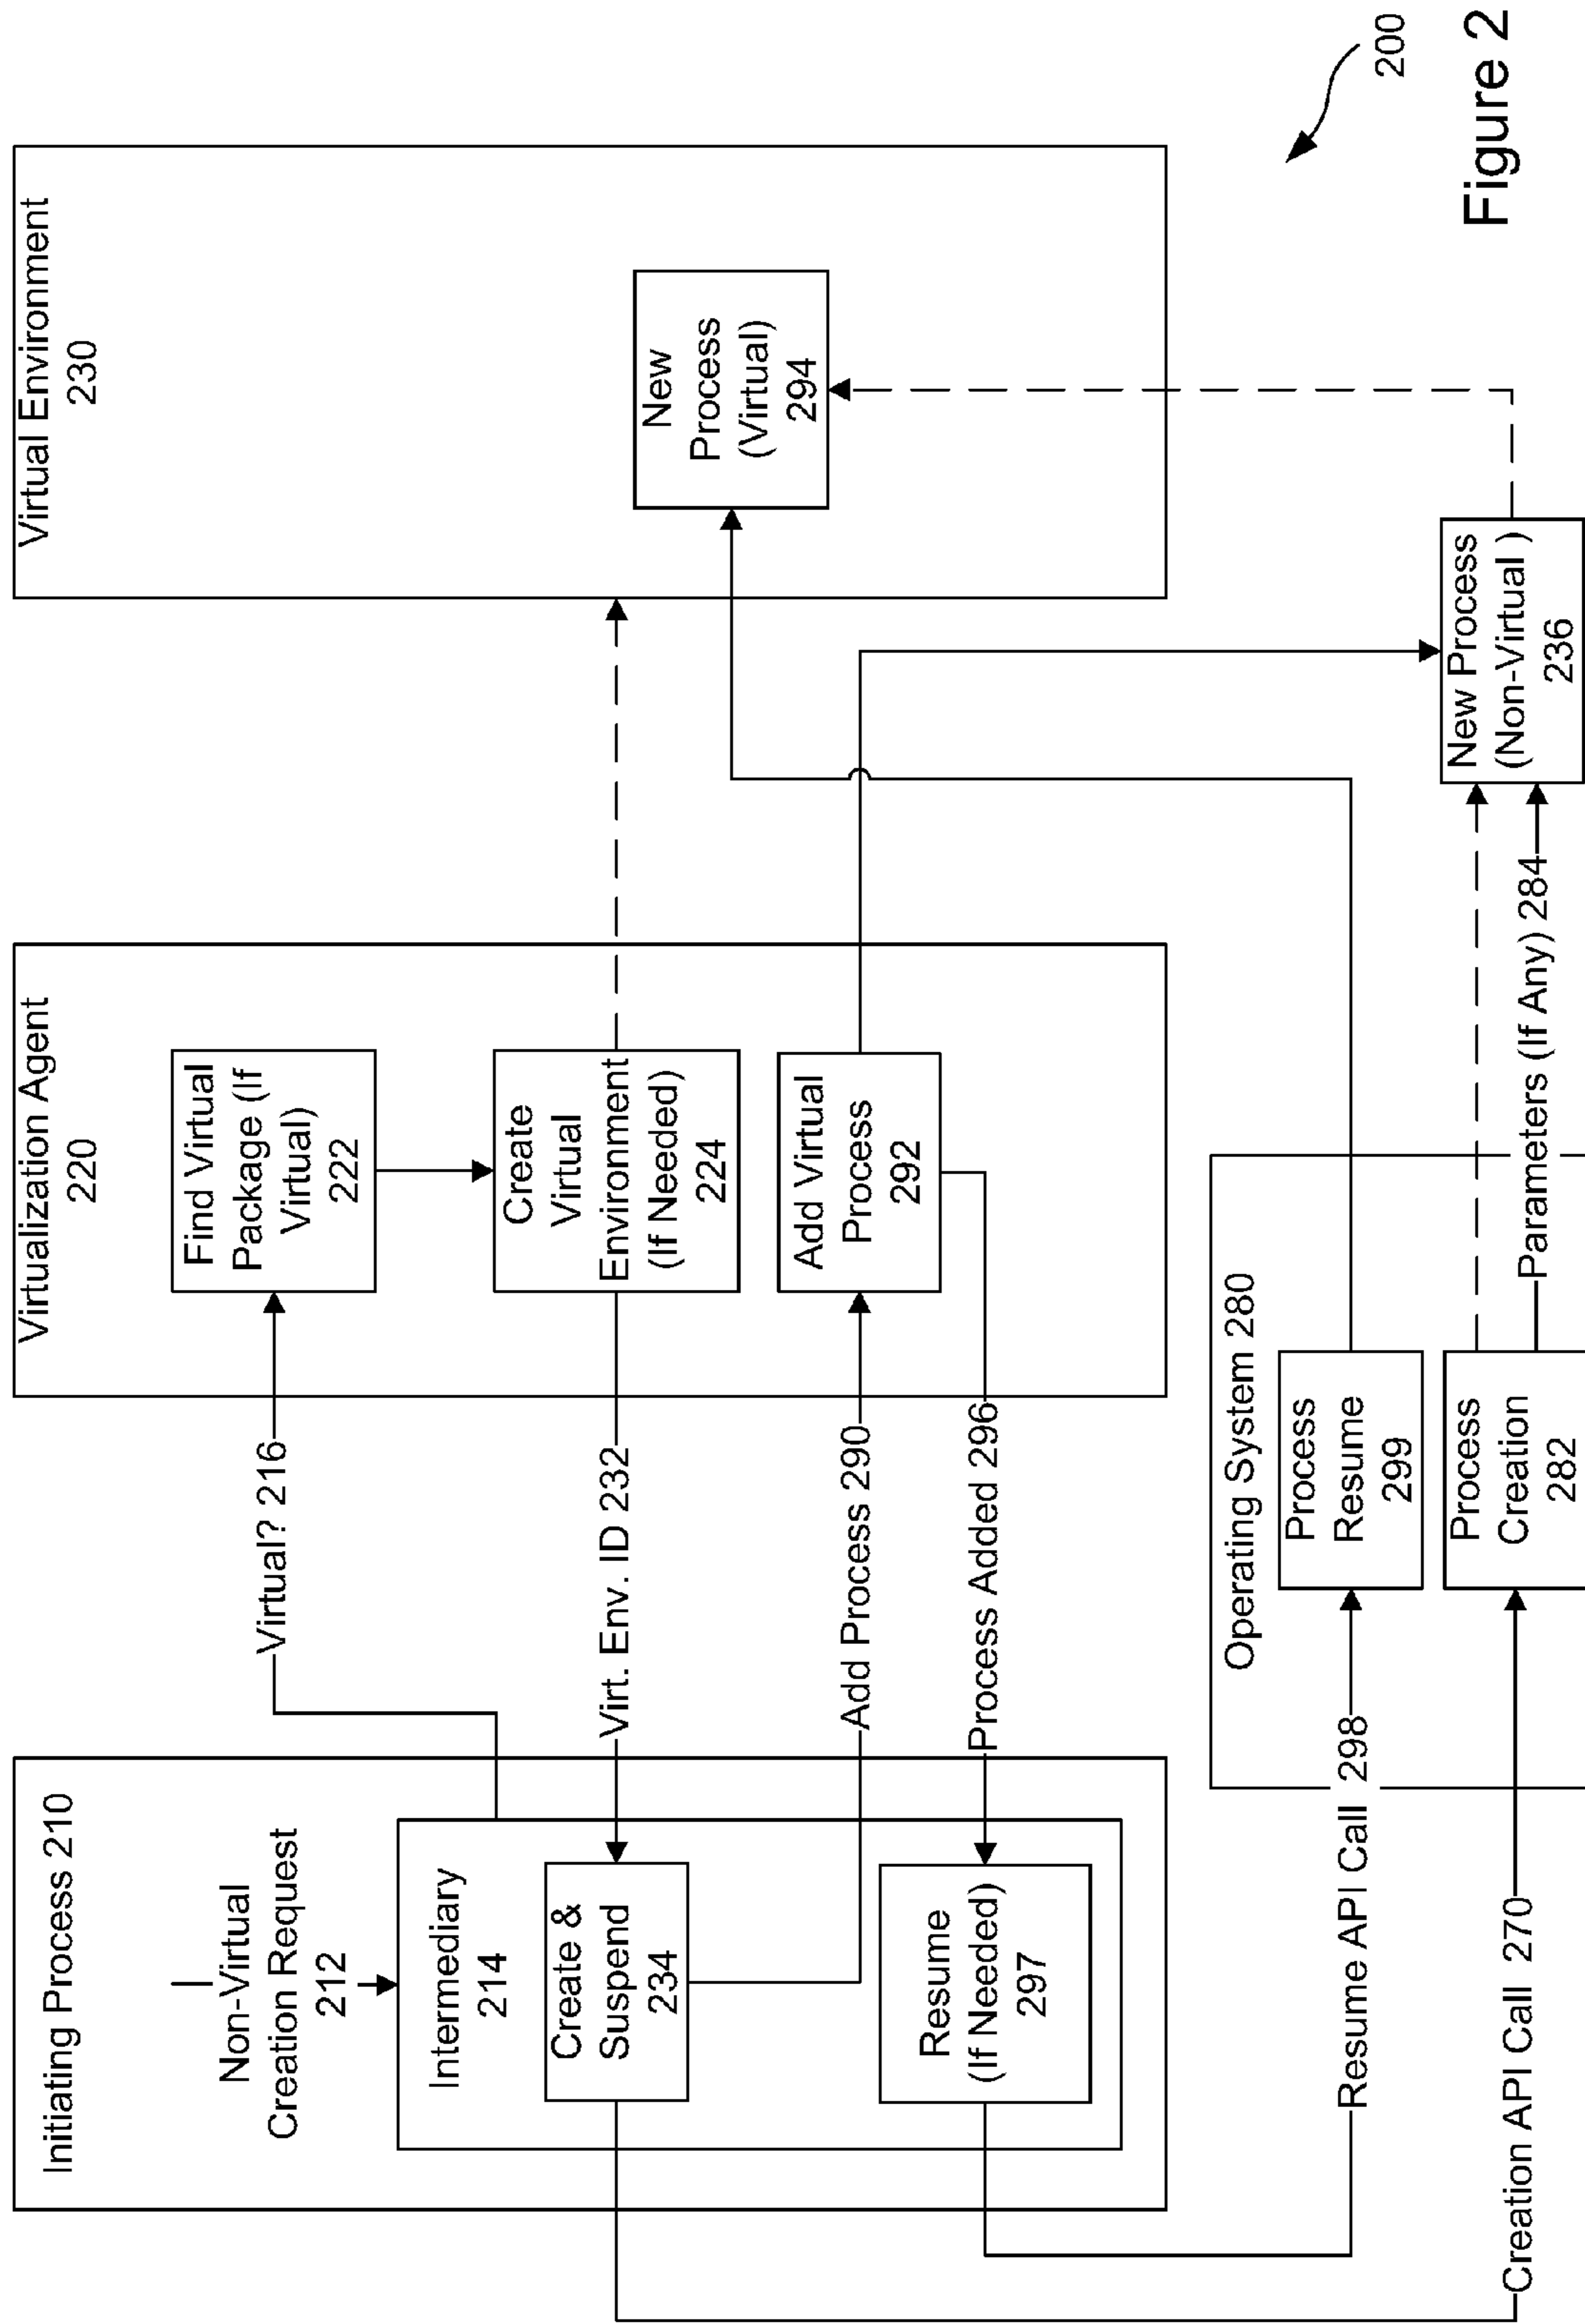 Initiating Process 210
Non-Virtual
Creation Request
212
Intermediary
214
Create &
Suspend
234
Resume
(If Needed)
297
Virtual? 216
Virt. Env. ID 232
Add Process 290
Process Added 296
Resume API Call 298
Creation API Call 270
Virtualization Agent
220
Find Virtual
Package (If
Virtual)
222
Create
Virtual
Environment
(If Needed)
224
Add Virtual
Process
292
Operating System 280
Process
Resume
299
Process
Creation
282
Parameters (If Any) 284
Virtual Environment
230
New
Process
(Virtual)
294
New Process
(Non-Virtual )
236
200
Figure 2